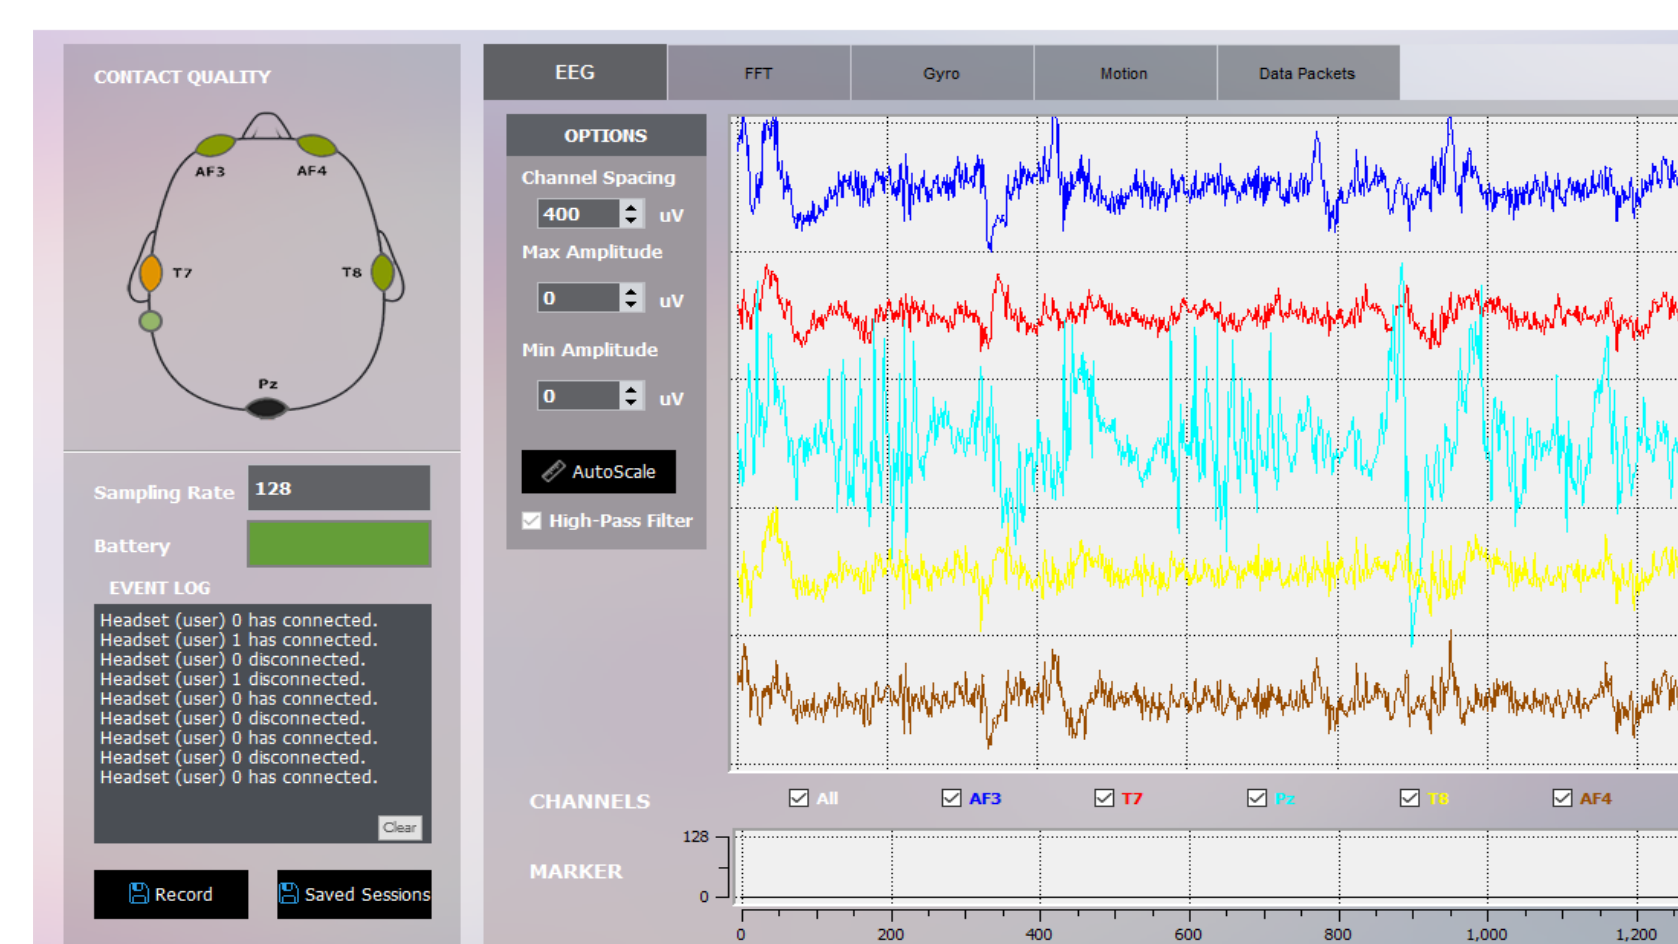 CONTACT QUALITY
AF3
AF4
T7
T8
Pz
Sampling Rate 128
Battery
EVENT LOG
Headset (user) 0 has connected.
Headset (user) 1 has connected.
Headset (user) 0 disconnected.
Headset (user) 1 disconnected.
Headset (user) 0 has connected.
Headset (user) 0 disconnected.
Headset (user) 0 has connected.
Headset (user) 0 disconnected.
Headset (user) 0 has connected.
Clear
Record
Saved Sessions
EEG FFT Gyro Motion Data Packets
OPTIONS
Channel Spacing
400 uV
Max Amplitude
0 uV
Min Amplitude
0 uV
AutoScale
High-Pass Filter
CHANNELS All AF3 T7 Pz T8 AF4
128
MARKER
0
0 200 400 600 800 1,000 1,200